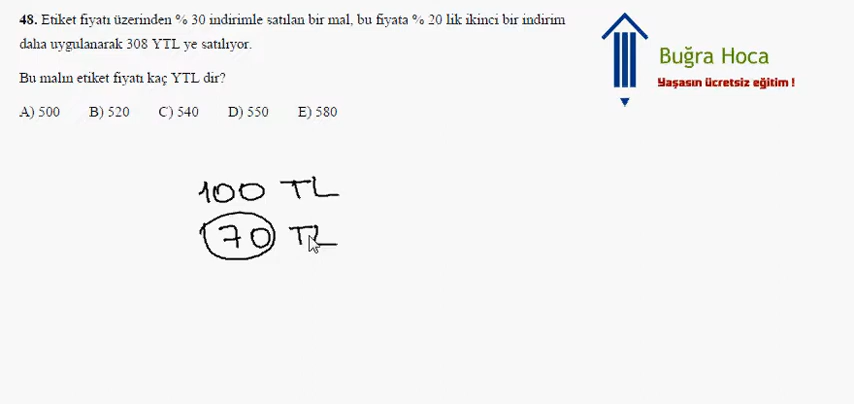 48. Etiket fiyatı üzerinden % 30 indirimle satılan bir mal, bu fiyata % 20 lik ikinci bir indirim
daha uygulanarak 308 YTL ye satılıyor.
Bu malın etiket fiyatı kaç YTL dir?
A) 500 B) 520 C) 540 D) 550 E) 580
Buğra Hoca
Yaşasın ücretsiz eğitim !
100 TL
70 TL